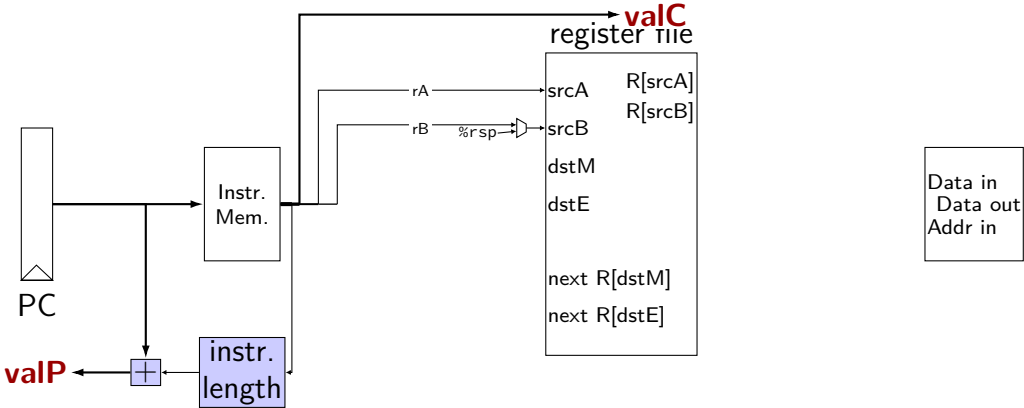 valC
register file
rA
srcA
R[srcA]
R[srcB]
rB
%rsp
srcB
dstM
dstE
Instr.
Mem.
Data in
Data out
Addr in
next R[dstM]
next R[dstE]
PC
instr.
length
+
valP